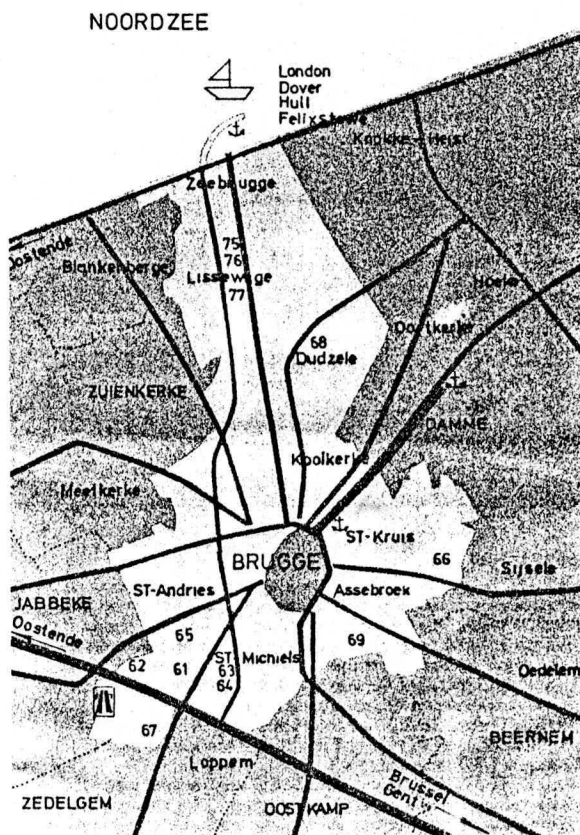 NOORDZEE
London
Dover
Hull
Felixstowe
Knokke-Heist
Zeebrugge
Oostende
Blankenberge
75
76
Lissewege
77
Hoeke
Oostkerke
68
Dudzele
ZUIENKERKE
DAMME
Koolkerke
Meetkerke
ST-Kruis
BRUGGE
66
Sijsele
ST-Andries
Assebroek
JABBEKE
Oostende
65
69
ST-Michiels
62
61
63
64
Oedelem
67
BEERNEM
Loppem
Brussel
Gent
ZEDELGEM
OOSTKAMP